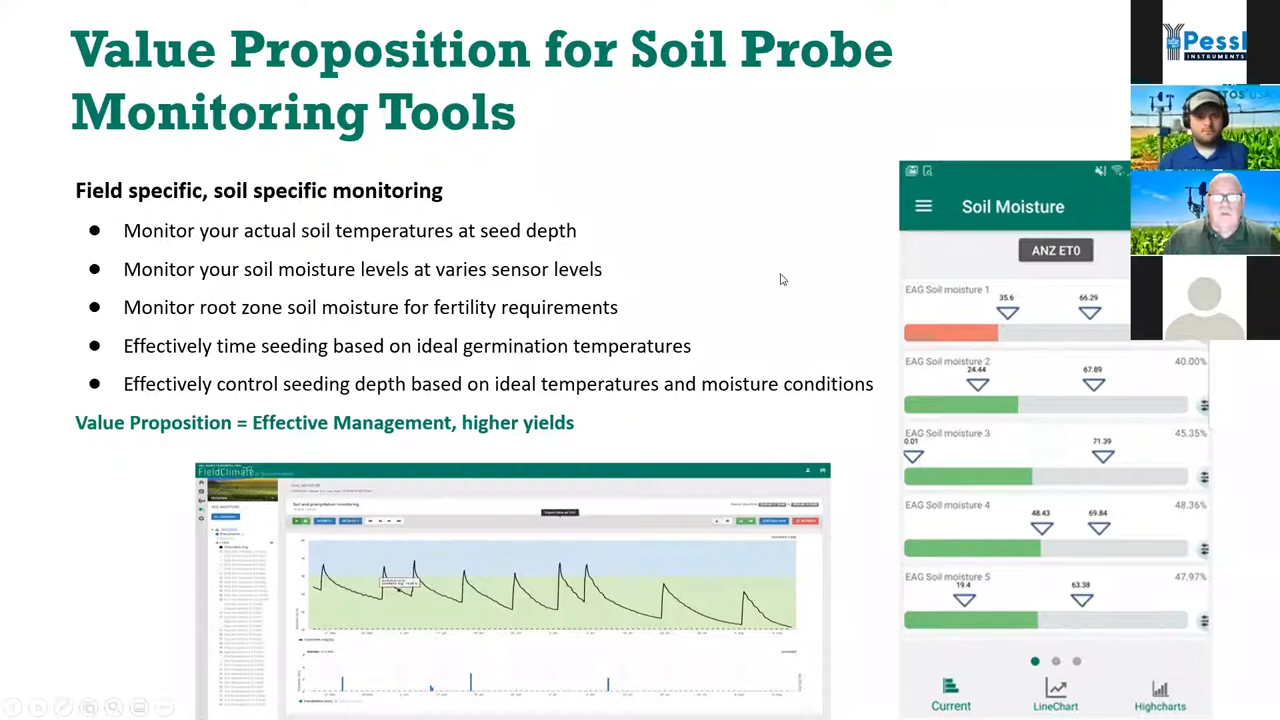 Value Proposition for Soil Probe
Monitoring Tools
Field specific, soil specific monitoring
● Monitor your actual soil temperatures at seed depth
● Monitor your soil moisture levels at varies sensor levels
● Monitor root zone soil moisture for fertility requirements
● Effectively time seeding based on ideal germination temperatures
● Effectively control seeding depth based on ideal temperatures and moisture conditions
Value Proposition = Effective Management, higher yields
FieldClimate
Soil and precipitation monitoring
Pessl
INSTRUMENTS
Soil Moisture
ANZ ET0
EAG Soil moisture 1
35.6
66.29
EAG Soil moisture 2
40.00%
24.44
67.89
EAG Soil moisture 3
45.35%
0.01
71.39
EAG Soil moisture 4
48.36%
48.43
69.84
EAG Soil moisture 5
47.97%
19.4
63.38
Current
LineChart
Highcharts